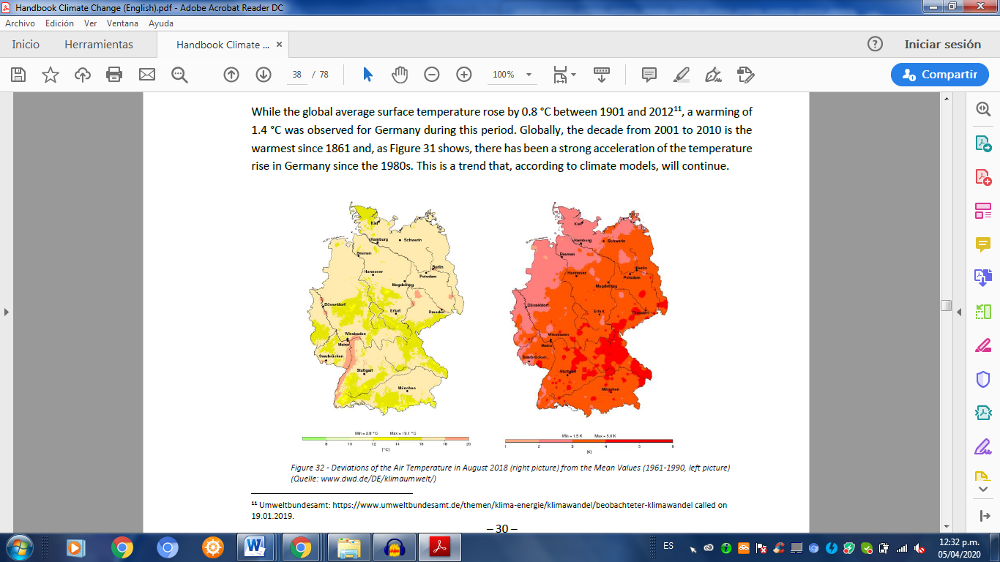 Handbook Climate Change (English).pdf - Adobe Acrobat Reader DC
Archivo Edición Ver Ventana Ayuda
Inicio Herramientas Handbook Climate ... × Iniciar sesión
38 / 78 100% Compartir
While the global average surface temperature rose by 0.8 °C between 1901 and 2012¹¹, a warming of
1.4 °C was observed for Germany during this period. Globally, the decade from 2001 to 2010 is the
warmest since 1861 and, as Figure 31 shows, there has been a strong acceleration of the temperature
rise in Germany since the 1980s. This is a trend that, according to climate models, will continue.
Kiel
Hamburg Schwerin
Bremen
Berlin
Hannover Potsdam
Magdeburg
Düsseldorf
Erfurt Dresden
Wiesbaden
Mainz
Saarbrücken
Stuttgart
München
Min = 2.8 °C Max = 19.1 °C
8 10 12 14 16 18 20
[°C]
Kiel
Hamburg Schwerin
Bremen
Berlin
Hannover Potsdam
Magdeburg
Düsseldorf
Erfurt Dresden
Wiesbaden
Mainz
Saarbrücken
Stuttgart
München
Min = 1.5 K Max = 5.6 K
1 2 3 4 5 6
[K]
Figure 32 - Deviations of the Air Temperature in August 2018 (right picture) from the Mean Values (1961-1990, left picture)
(Quelle: www.dwd.de/DE/klimaumwelt/)
¹¹ Umweltbundesamt: https://www.umweltbundesamt.de/themen/klima-energie/klimawandel/beobachteter-klimawandel called on
19.01.2019.
– 30 –
ES
12:32 p.m.
05/04/2020